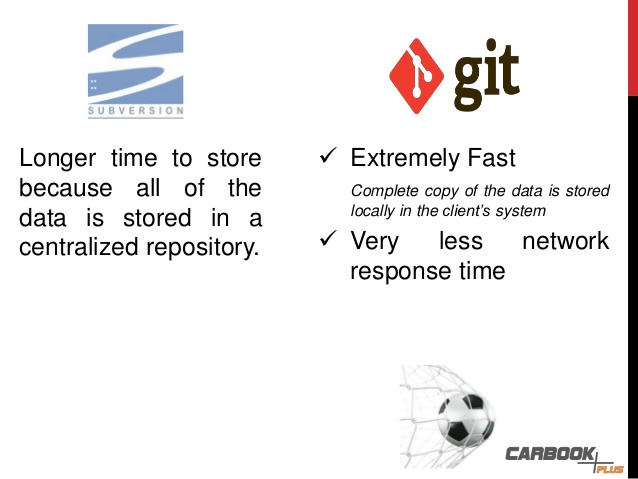 SUBVERSION
git
Longer time to store
because all of the
data is stored in a
centralized repository.
✓ Extremely Fast
Complete copy of the data is stored
locally in the client's system
✓ Very less network
response time
CARBOOK
PLUS